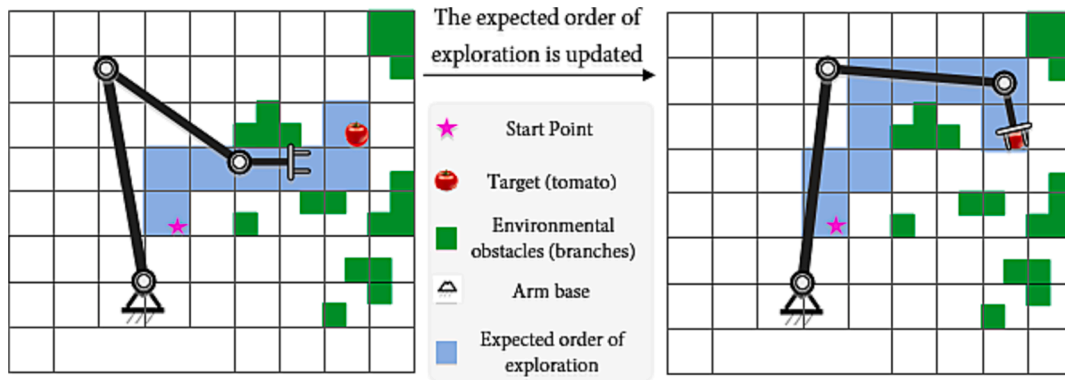 The expected order of
exploration is updated
Start Point
Target (tomato)
Environmental
obstacles (branches)
Arm base
Expected order of
exploration